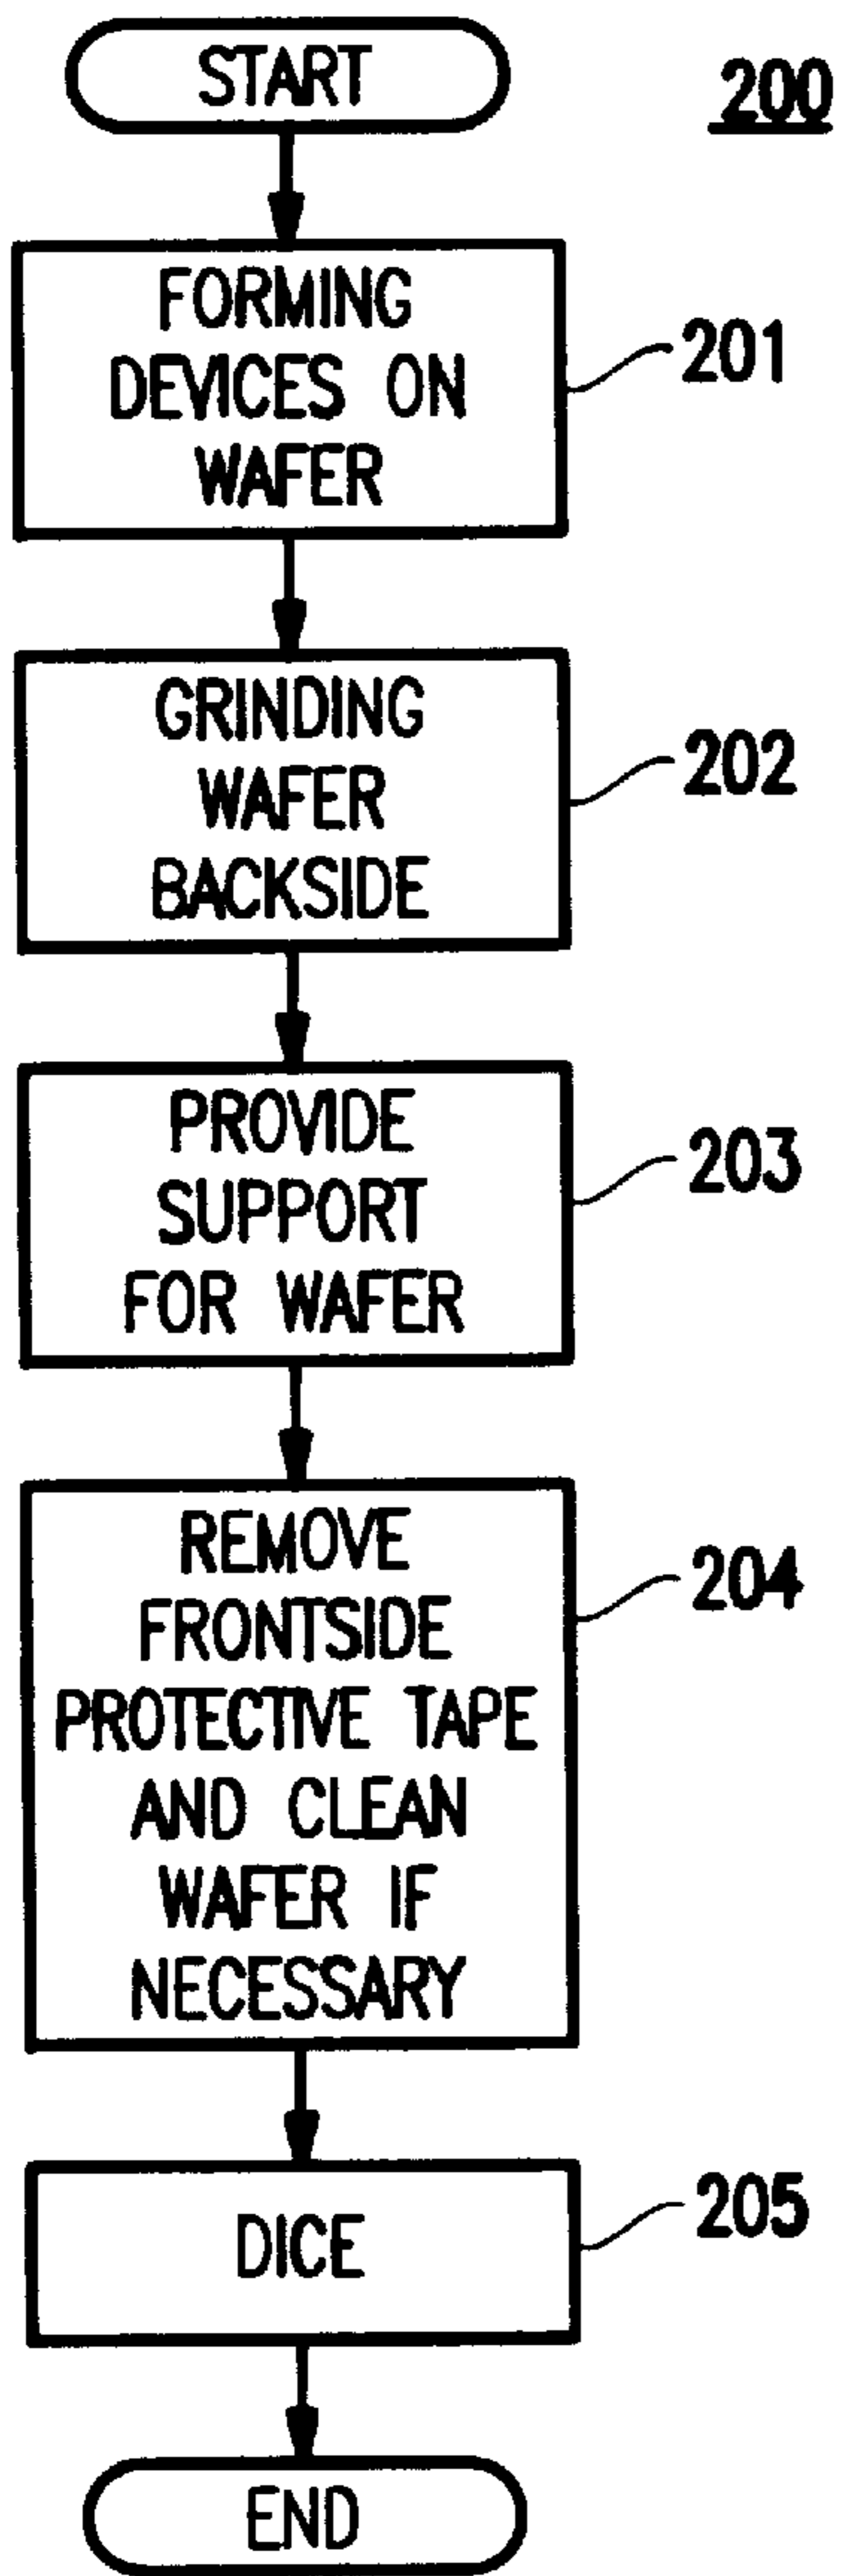 START
200
FORMING
DEVICES ON
WAFER
201
GRINDING
WAFER
BACKSIDE
202
PROVIDE
SUPPORT
FOR WAFER
203
REMOVE
FRONTSIDE
PROTECTIVE TAPE
AND CLEAN
WAFER IF
NECESSARY
204
DICE
205
END